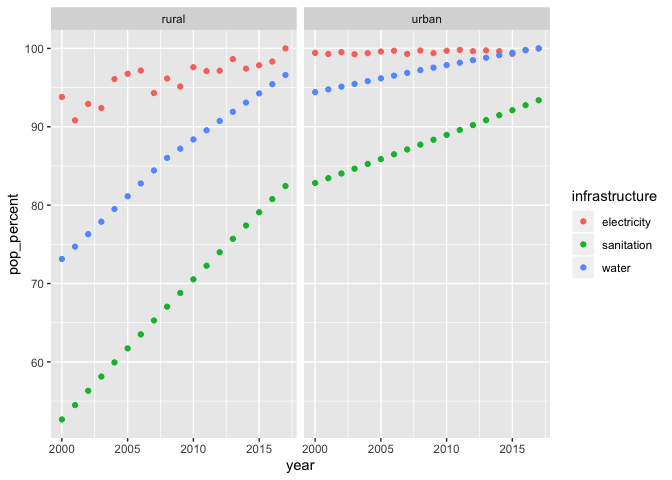 rural urban
100
90
80
70
60
pop_percent
2000 2005 2010 2015 2000 2005 2010 2015
year
infrastructure
electricity
sanitation
water